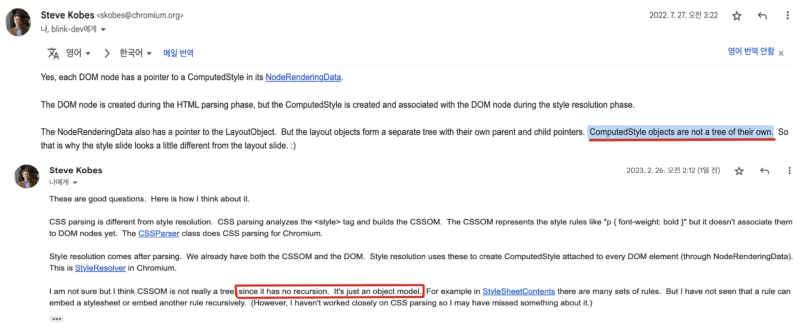 Steve Kobes <skobes@chromium.org>
2022. 7. 27. 오전 3:22
나, blink-dev에게
영어 > 한국어 메일 번역
영어 번역 안함 ×
Yes, each DOM node has a pointer to a ComputedStyle in its NodeRenderingData.
The DOM node is created during the HTML parsing phase, but the ComputedStyle is created and associated with the DOM node during the style resolution phase.
The NodeRenderingData also has a pointer to the LayoutObject. But the layout objects form a separate tree with their own parent and child pointers. ComputedStyle objects are not a tree of their own. So
that is why the style slide looks a little different from the layout slide. :)
Steve Kobes
2023. 2. 26. 오전 2:12 (1일 전)
나에게
These are good questions. Here is how I think about it.
CSS parsing is different from style resolution. CSS parsing analyzes the <style> tag and builds the CSSOM. The CSSOM represents the style rules like "p { font-weight: bold }" but it doesn't associate them
to DOM nodes yet. The CSSParser class does CSS parsing for Chromium.
Style resolution comes after parsing. We already have both the CSSOM and the DOM. Style resolution uses these to create ComputedStyle attached to every DOM element (through NodeRenderingData).
This is StyleResolver in Chromium.
I am not sure but I think CSSOM is not really a tree since it has no recursion. It's just an object model. For example in StyleSheetContents there are many sets of rules. But I have not seen that a rule can
embed a stylesheet or embed another rule recursively. (However, I haven't worked closely on CSS parsing so I may have missed something about it.)